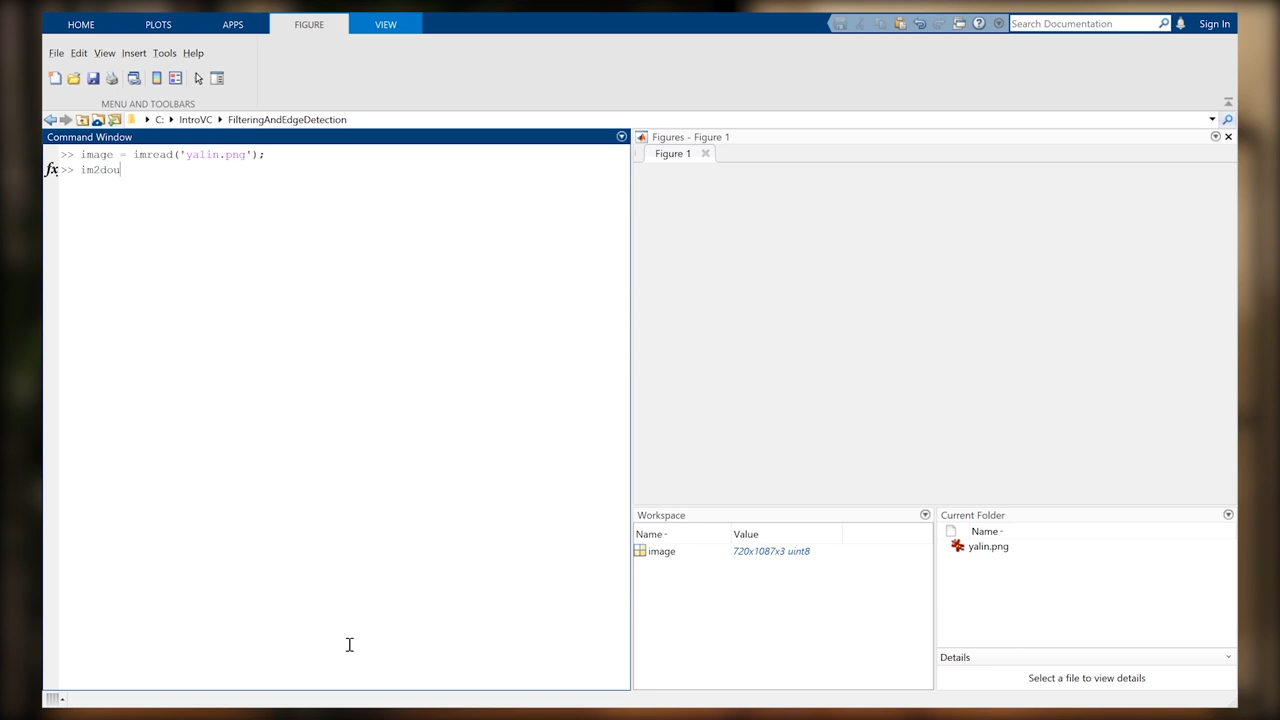 HOME PLOTS APPS FIGURE VIEW Search Documentation Sign In
File Edit View Insert Tools Help
MENU AND TOOLBARS
C: IntroVC FilteringAndEdgeDetection
Command Window
>> image = imread('yalin.png');
fx >> im2dou
Figures - Figure 1
Figure 1
Workspace
Name Value
image 720x1087x3 uint8
Current Folder
Name
yalin.png
Details
Select a file to view details